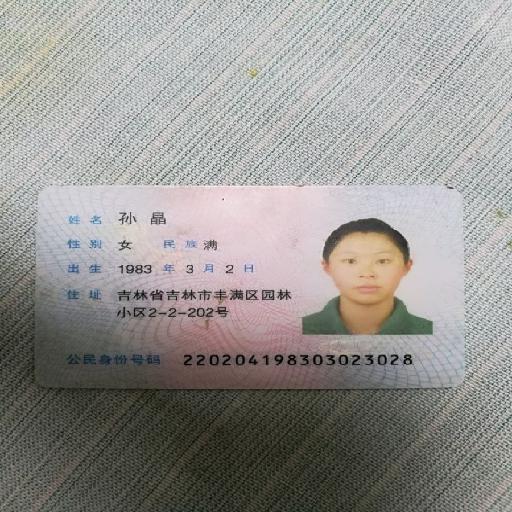 姓名 孙晶
性别 女 民族 满
出生 1983 年 3 月 2 日
住址 吉林省吉林市丰满区园林
小区2-2-202号
公民身份号码 220204198303023028